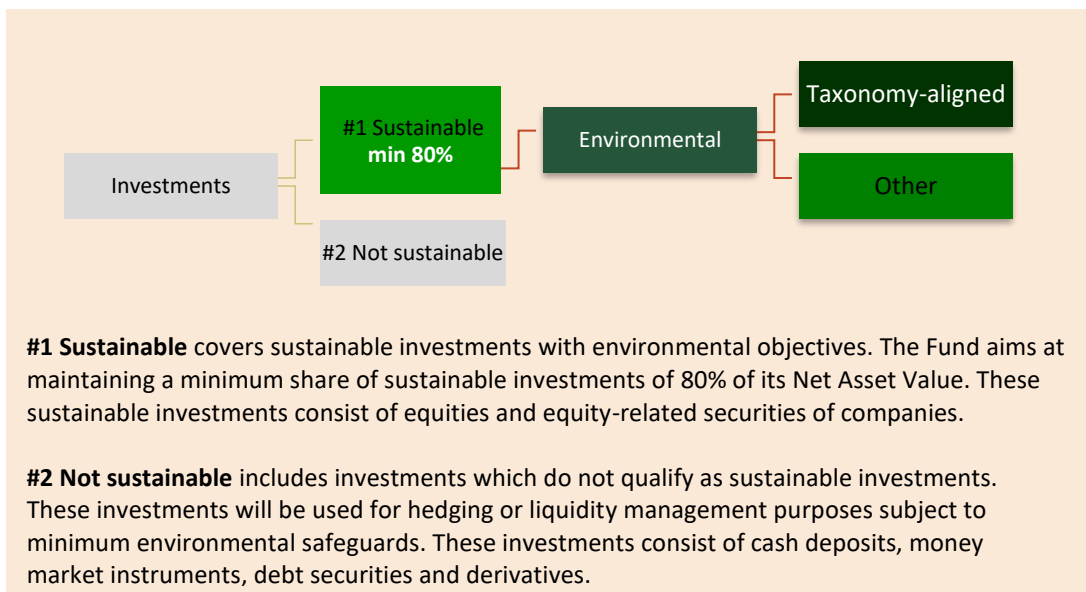 Taxonomy-aligned
#1 Sustainable
min 80%
Environmental
Investments
Other
#2 Not sustainable
#1 Sustainable covers sustainable investments with environmental objectives. The Fund aims at
maintaining a minimum share of sustainable investments of 80% of its Net Asset Value. These
sustainable investments consist of equities and equity-related securities of companies.
#2 Not sustainable includes investments which do not qualify as sustainable investments.
These investments will be used for hedging or liquidity management purposes subject to
minimum environmental safeguards. These investments consist of cash deposits, money
market instruments, debt securities and derivatives.